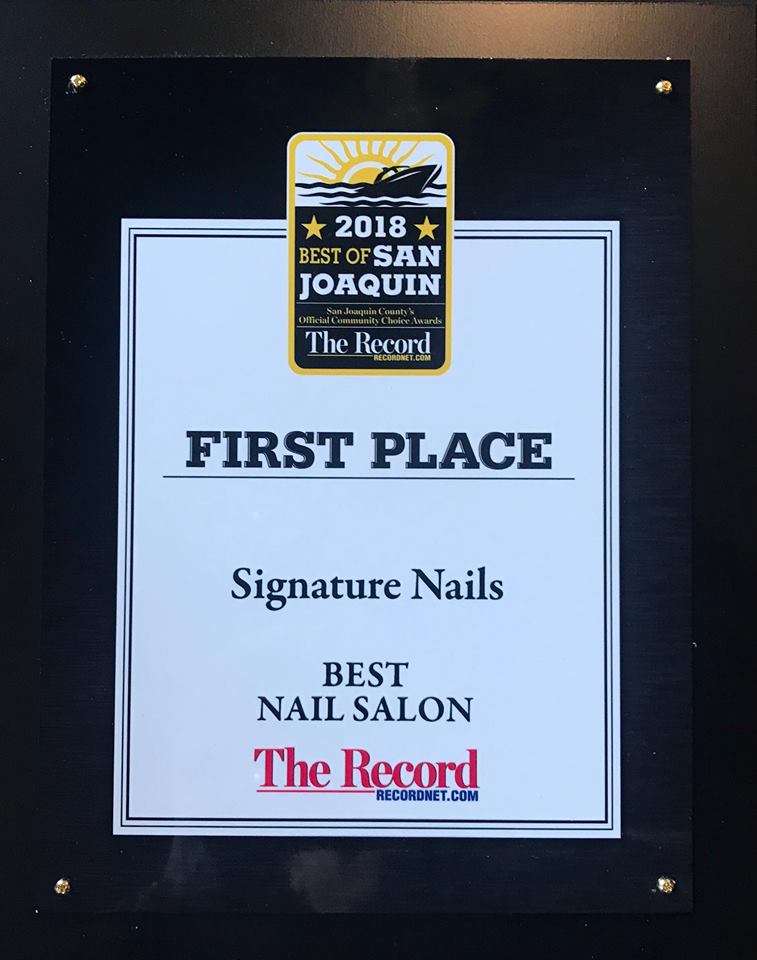 2018
BEST OF SAN
JOAQUIN
San Joaquin County's
Official Community Choice Awards
The Record
RECORDNET.COM
FIRST PLACE
Signature Nails
BEST
NAIL SALON
The Record
RECORDNET.COM